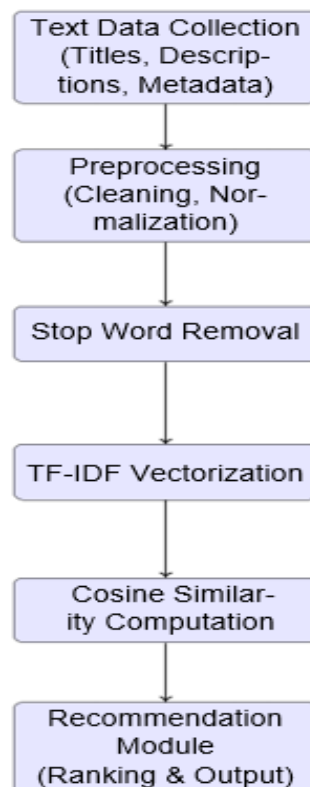 Text Data Collection
(Titles, Descrip-
tions, Metadata)
Preprocessing
(Cleaning, Nor-
malization)
Stop Word Removal
TF-IDF Vectorization
Cosine Similar-
ity Computation
Recommendation
Module
(Ranking & Output)